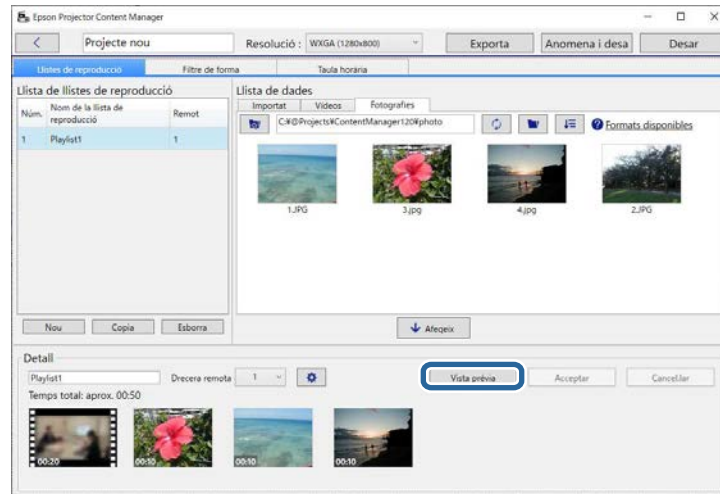 Epson Projector Content Manager
Projecte nou
Resolució : WXGA (1280x800)
Exporta
Anomena i desa
Desar
Llistes de reproducció
Filtre de forma
Taula horària
Llista de llistes de reproducció
Núm.
Nom de la llista de
reproducció
Remot
1 Playlist1 1
Nou
Copia
Esborra
Llista de dades
Importat
Vídeos
Fotografies
C:¥@Projects¥ContentManager120¥photo
Formats disponibles
1.JPG
3.jpg
4.jpg
2.JPG
Afegeix
Detall
Playlist1
Drecera remota
1
Vista prèvia
Acceptar
Cancel.lar
Temps total: aprox. 00:50
00:20
00:10
00:10
00:10